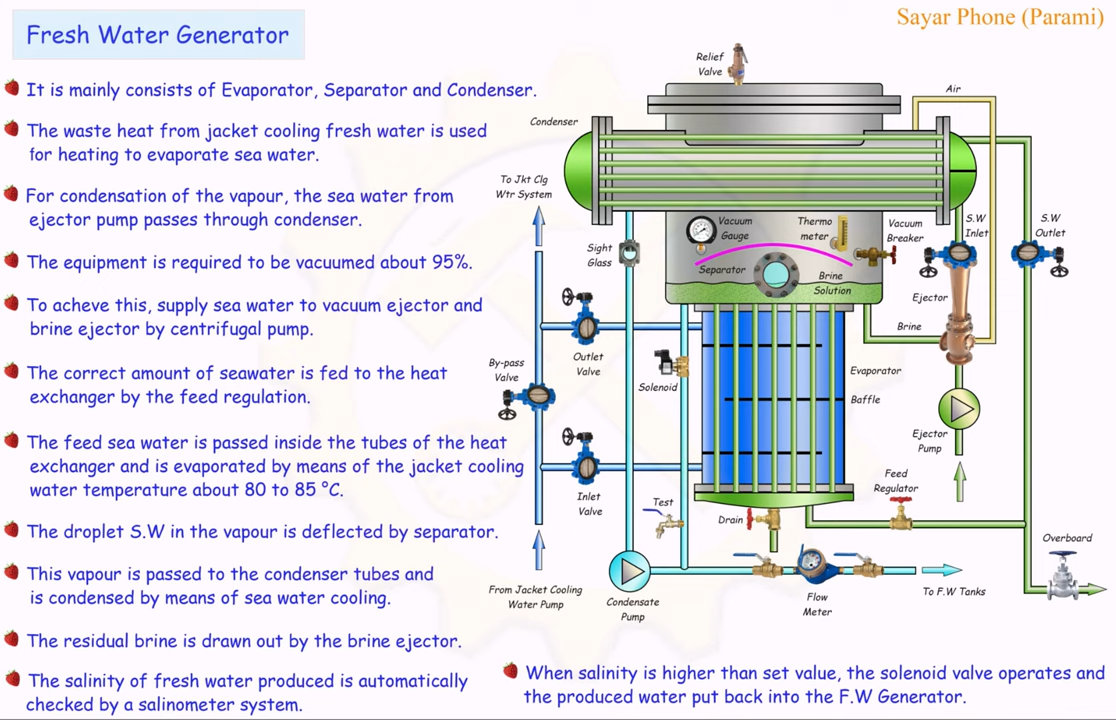 Sayar Phone (Parami)
Fresh Water Generator
It is mainly consists of Evaporator, Separator and Condenser.
The waste heat from jacket cooling fresh water is used
for heating to evaporate sea water.
For condensation of the vapour, the sea water from
ejector pump passes through condenser.
The equipment is required to be vacuumed about 95%.
To acheve this, supply sea water to vacuum ejector and
brine ejector by centrifugal pump.
The correct amount of seawater is fed to the heat
exchanger by the feed regulation.
The feed sea water is passed inside the tubes of the heat
exchanger and is evaporated by means of the jacket cooling
water temperature about 80 to 85 °C.
The droplet S.W in the vapour is deflected by separator.
This vapour is passed to the condenser tubes and
is condensed by means of sea water cooling.
The residual brine is drawn out by the brine ejector.
The salinity of fresh water produced is automatically
checked by a salinometer system.
When salinity is higher than set value, the solenoid valve operates and
the produced water put back into the F.W Generator.
Relief
Valve
Air
Condenser
To Jkt Clg
Wtr System
Sight
Glass
Vacuum
Gauge
Thermo
meter
Vacuum
Breaker
S.W
Inlet
S.W
Outlet
Separator
Brine
Solution
Ejector
Brine
Outlet
Valve
By-pass
Valve
Solenoid
Evaporator
Baffle
Ejector
Pump
Inlet
Valve
Test
Drain
Feed
Regulator
Overboard
From Jacket Cooling
Water Pump
Condensate
Pump
Flow
Meter
To F.W Tanks